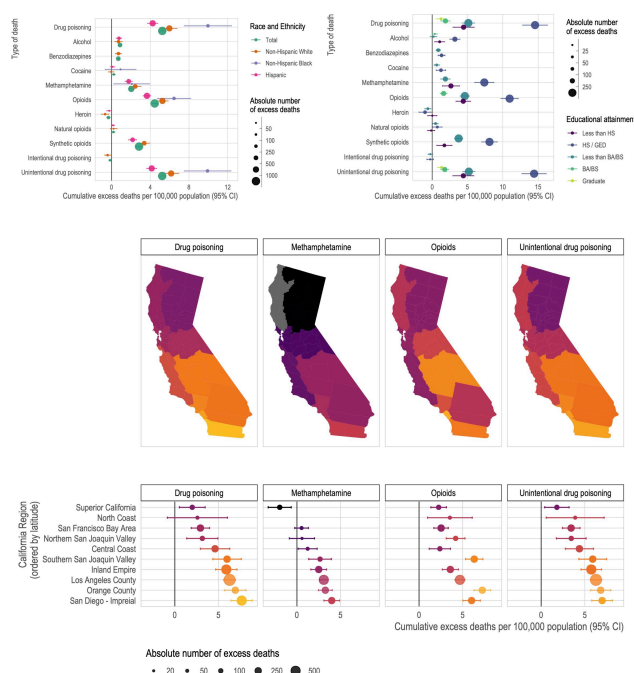 Type of death
Drug poisoning
Alcohol
Benzodiazepines
Cocaine
Methamphetamine
Opioids
Heroin
Natural opioids
Synthetic opioids
Intentional drug poisoning
Unintentional drug poisoning
0 4 8 12
Cumulative excess deaths per 100,000 population (95% CI)
Race and Ethnicity
Total
Non-Hispanic White
Non-Hispanic Black
Hispanic
Absolute number
of excess deaths
50
100
250
500
1000
Type of death
Drug poisoning
Alcohol
Benzodiazepines
Cocaine
Methamphetamine
Opioids
Heroin
Natural opioids
Synthetic opioids
Intentional drug poisoning
Unintentional drug poisoning
0 5 10 15
Cumulative excess deaths per 100,000 population (95% CI)
Absolute number
of excess deaths
25
50
100
250
Educational attainmen
Less than HS
HS / GED
Less than BA/BS
BA/BS
Graduate
Drug poisoning Methamphetamine Opioids Unintentional drug poisoning
California Region
(ordered by latitude)
Drug poisoning Methamphetamine Opioids Unintentional drug poisoning
Superior California
North Coast
San Francisco Bay Area
Northern San Joaquin Valley
Central Coast
Southern San Joaquin Valley
Inland Empire
Los Angeles County
Orange County
San Diego - Impreial
0 5 0 5 0 5 0 5
Cumulative excess deaths per 100,000 population (95% CI)
Absolute number of excess deaths
20 50 100 250 500